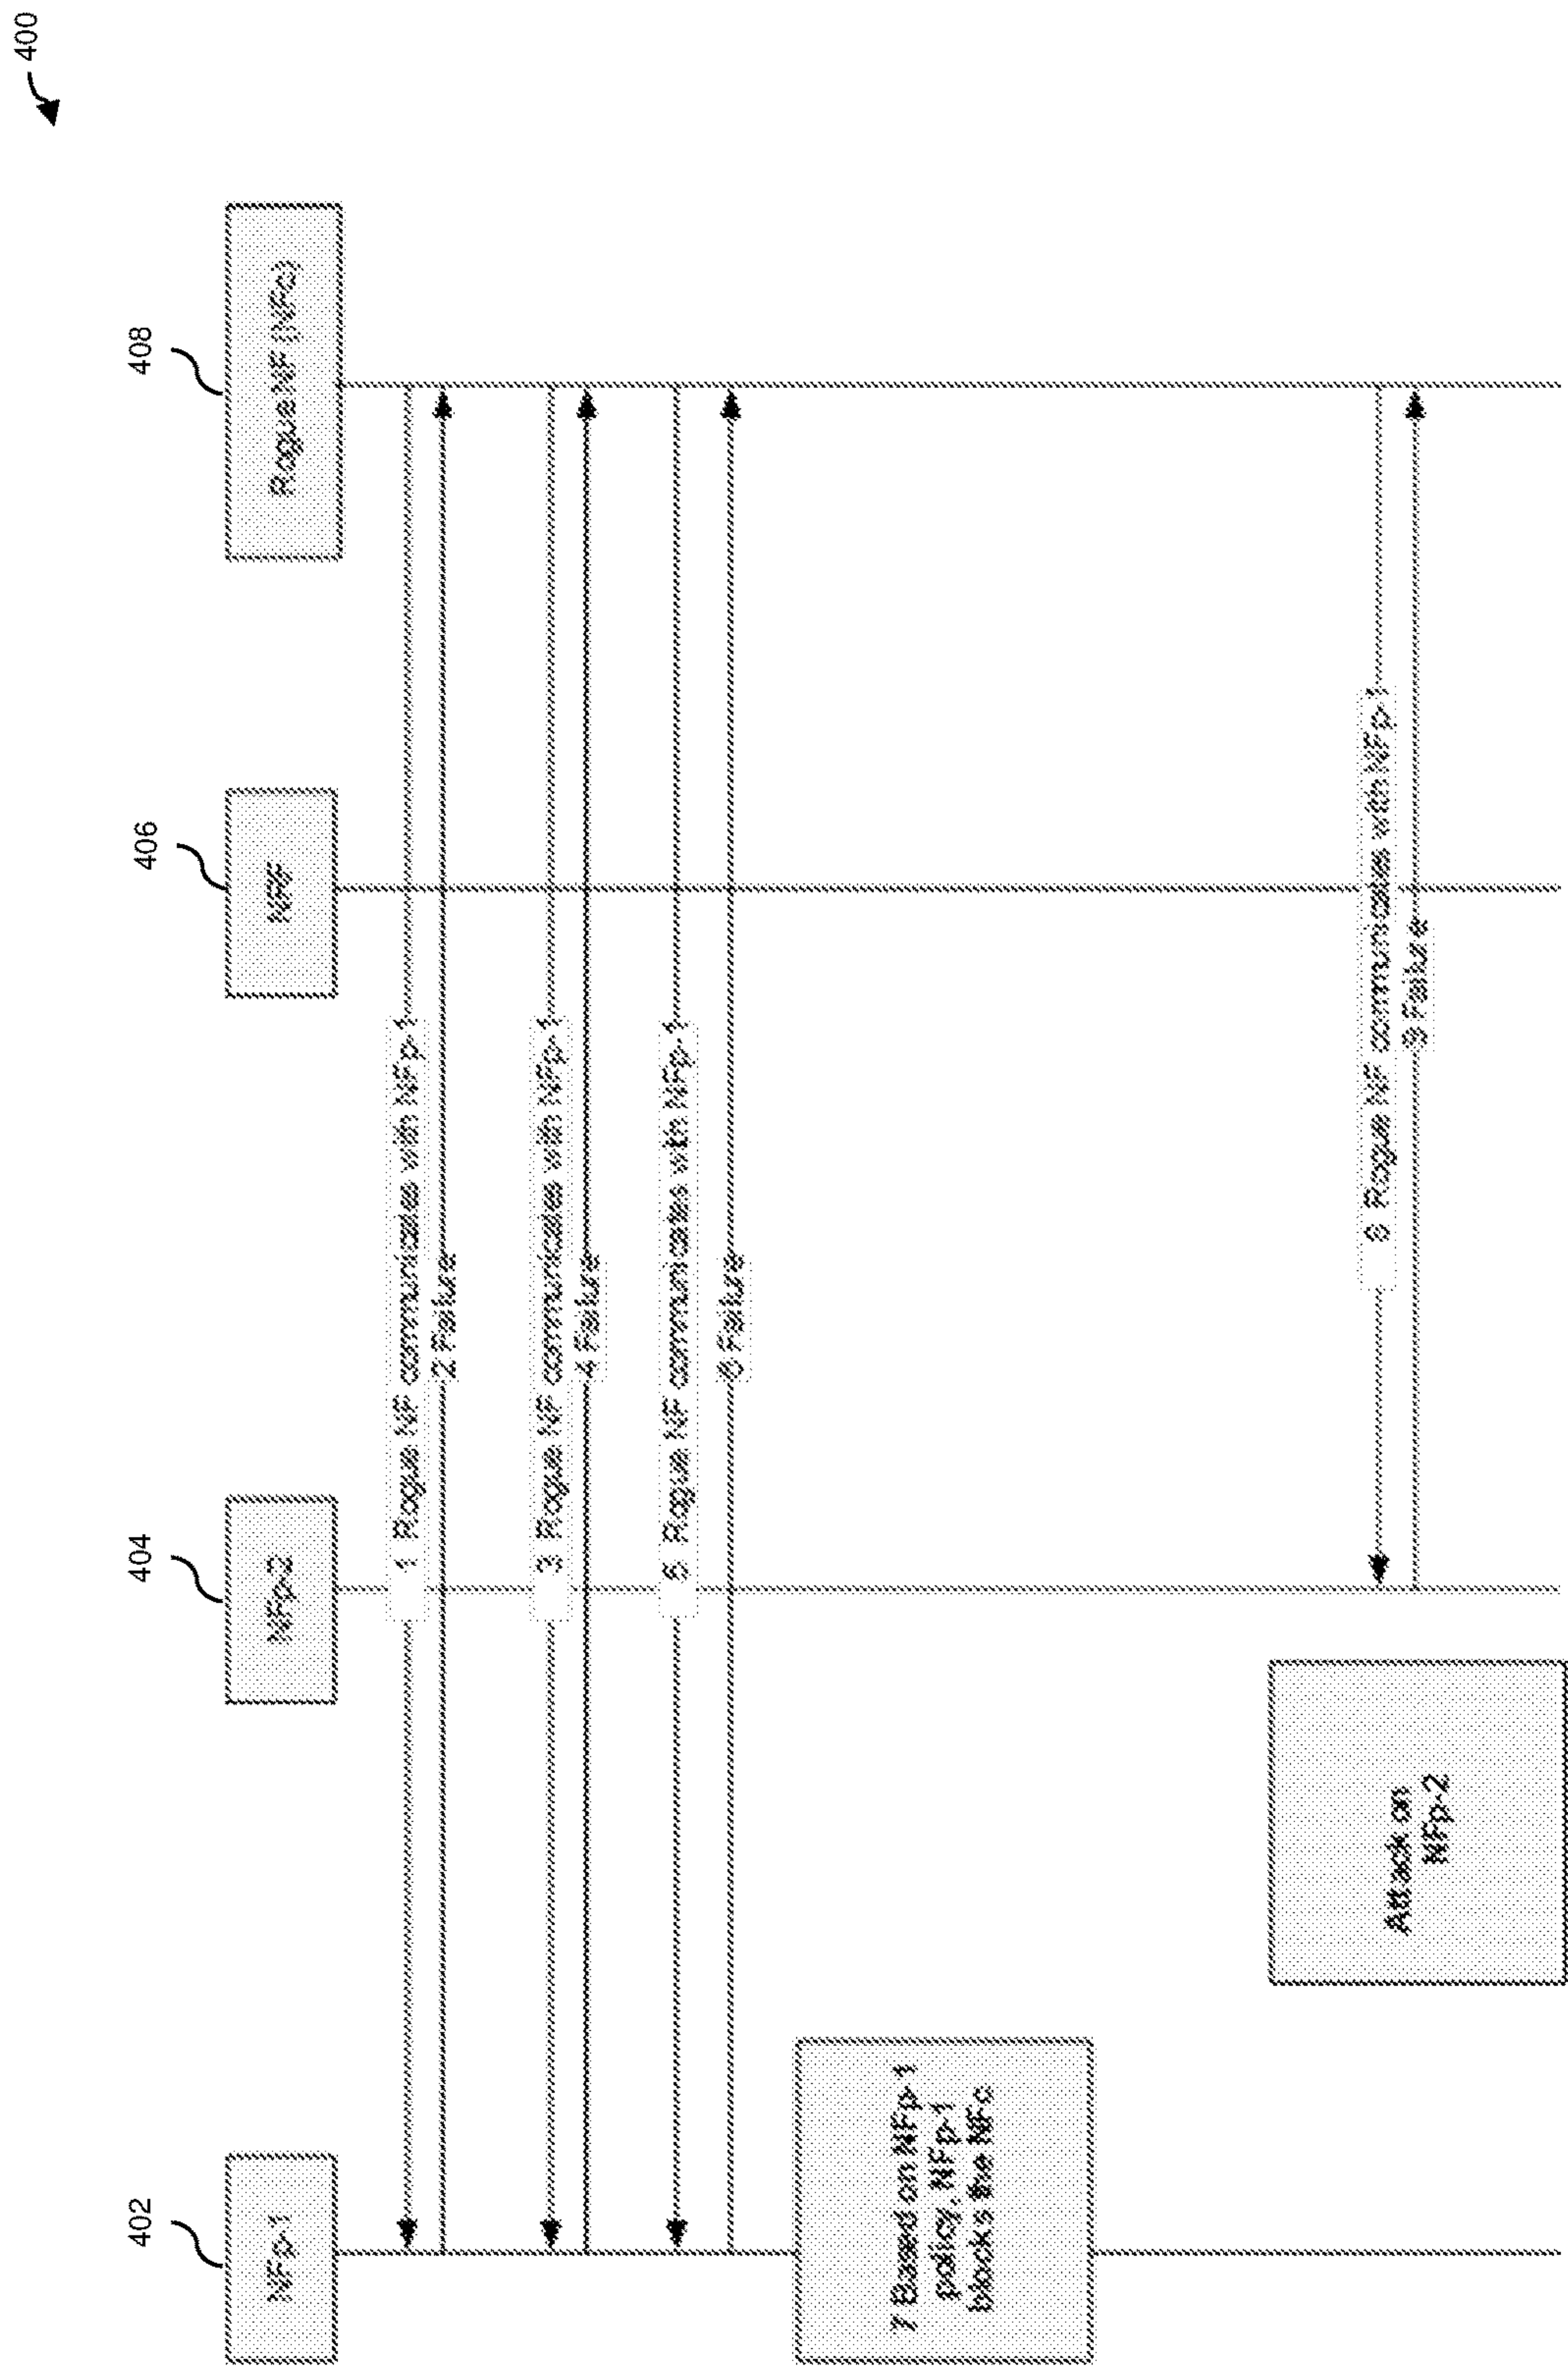 400
402
NFp-1
404
NFp-2
406
NRF
408
Rogue NF (NFc)
1 Rogue NF communicates with NFp-1
2 Failure
3 Rogue NF communicates with NFp-1
4 Failure
5 Rogue NF communicates with NFp-1
6 Failure
7 Based on NFp-1
policy, NFp-1
blocks the NFc
Attack on
NFp-2
8 Rogue NF communicates with NFp-1
9 Failure